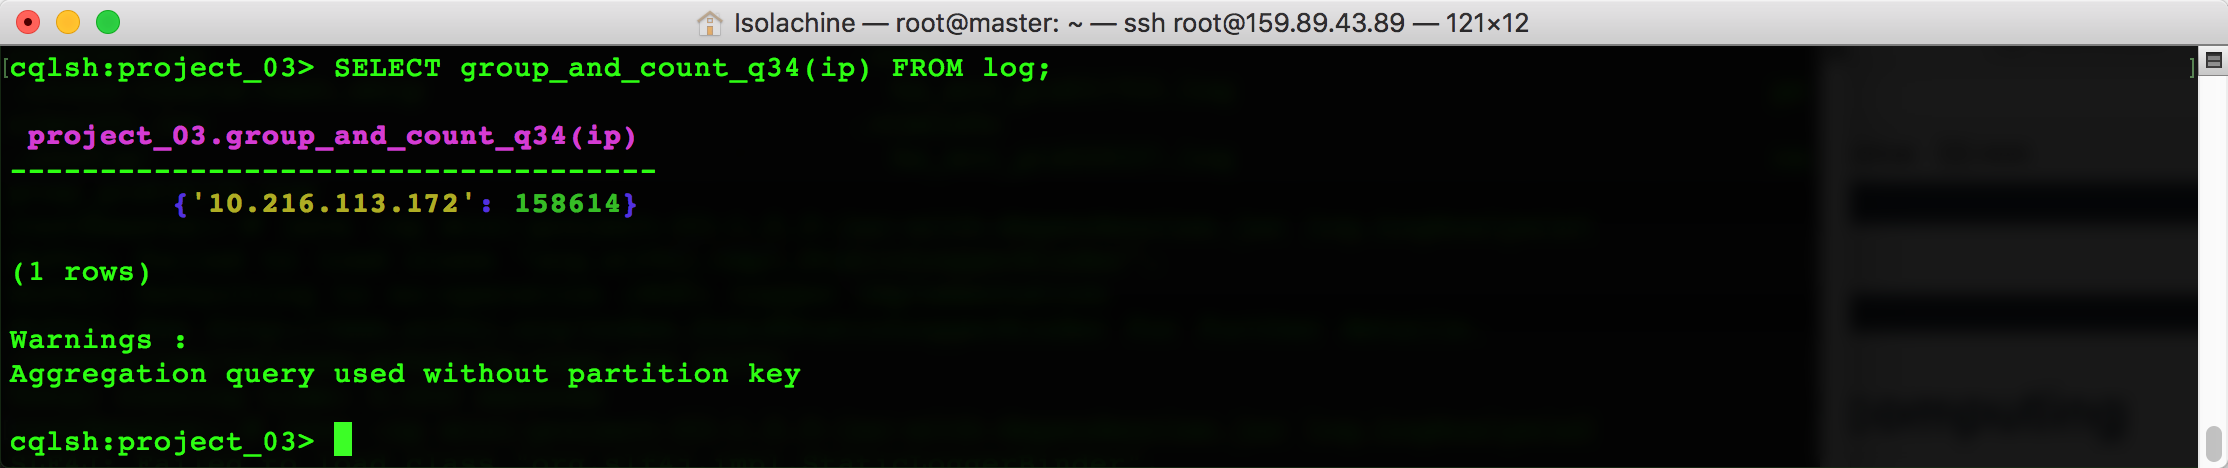 Isolachine — root@master: ~ — ssh root@159.89.43.89 — 121×12
[cqlsh:project_03> SELECT group_and_count_q34(ip) FROM log; ]
project_03.group_and_count_q34(ip)
------------------------------------
{'10.216.113.172': 158614}
(1 rows)
Warnings :
Aggregation query used without partition key
cqlsh:project_03>